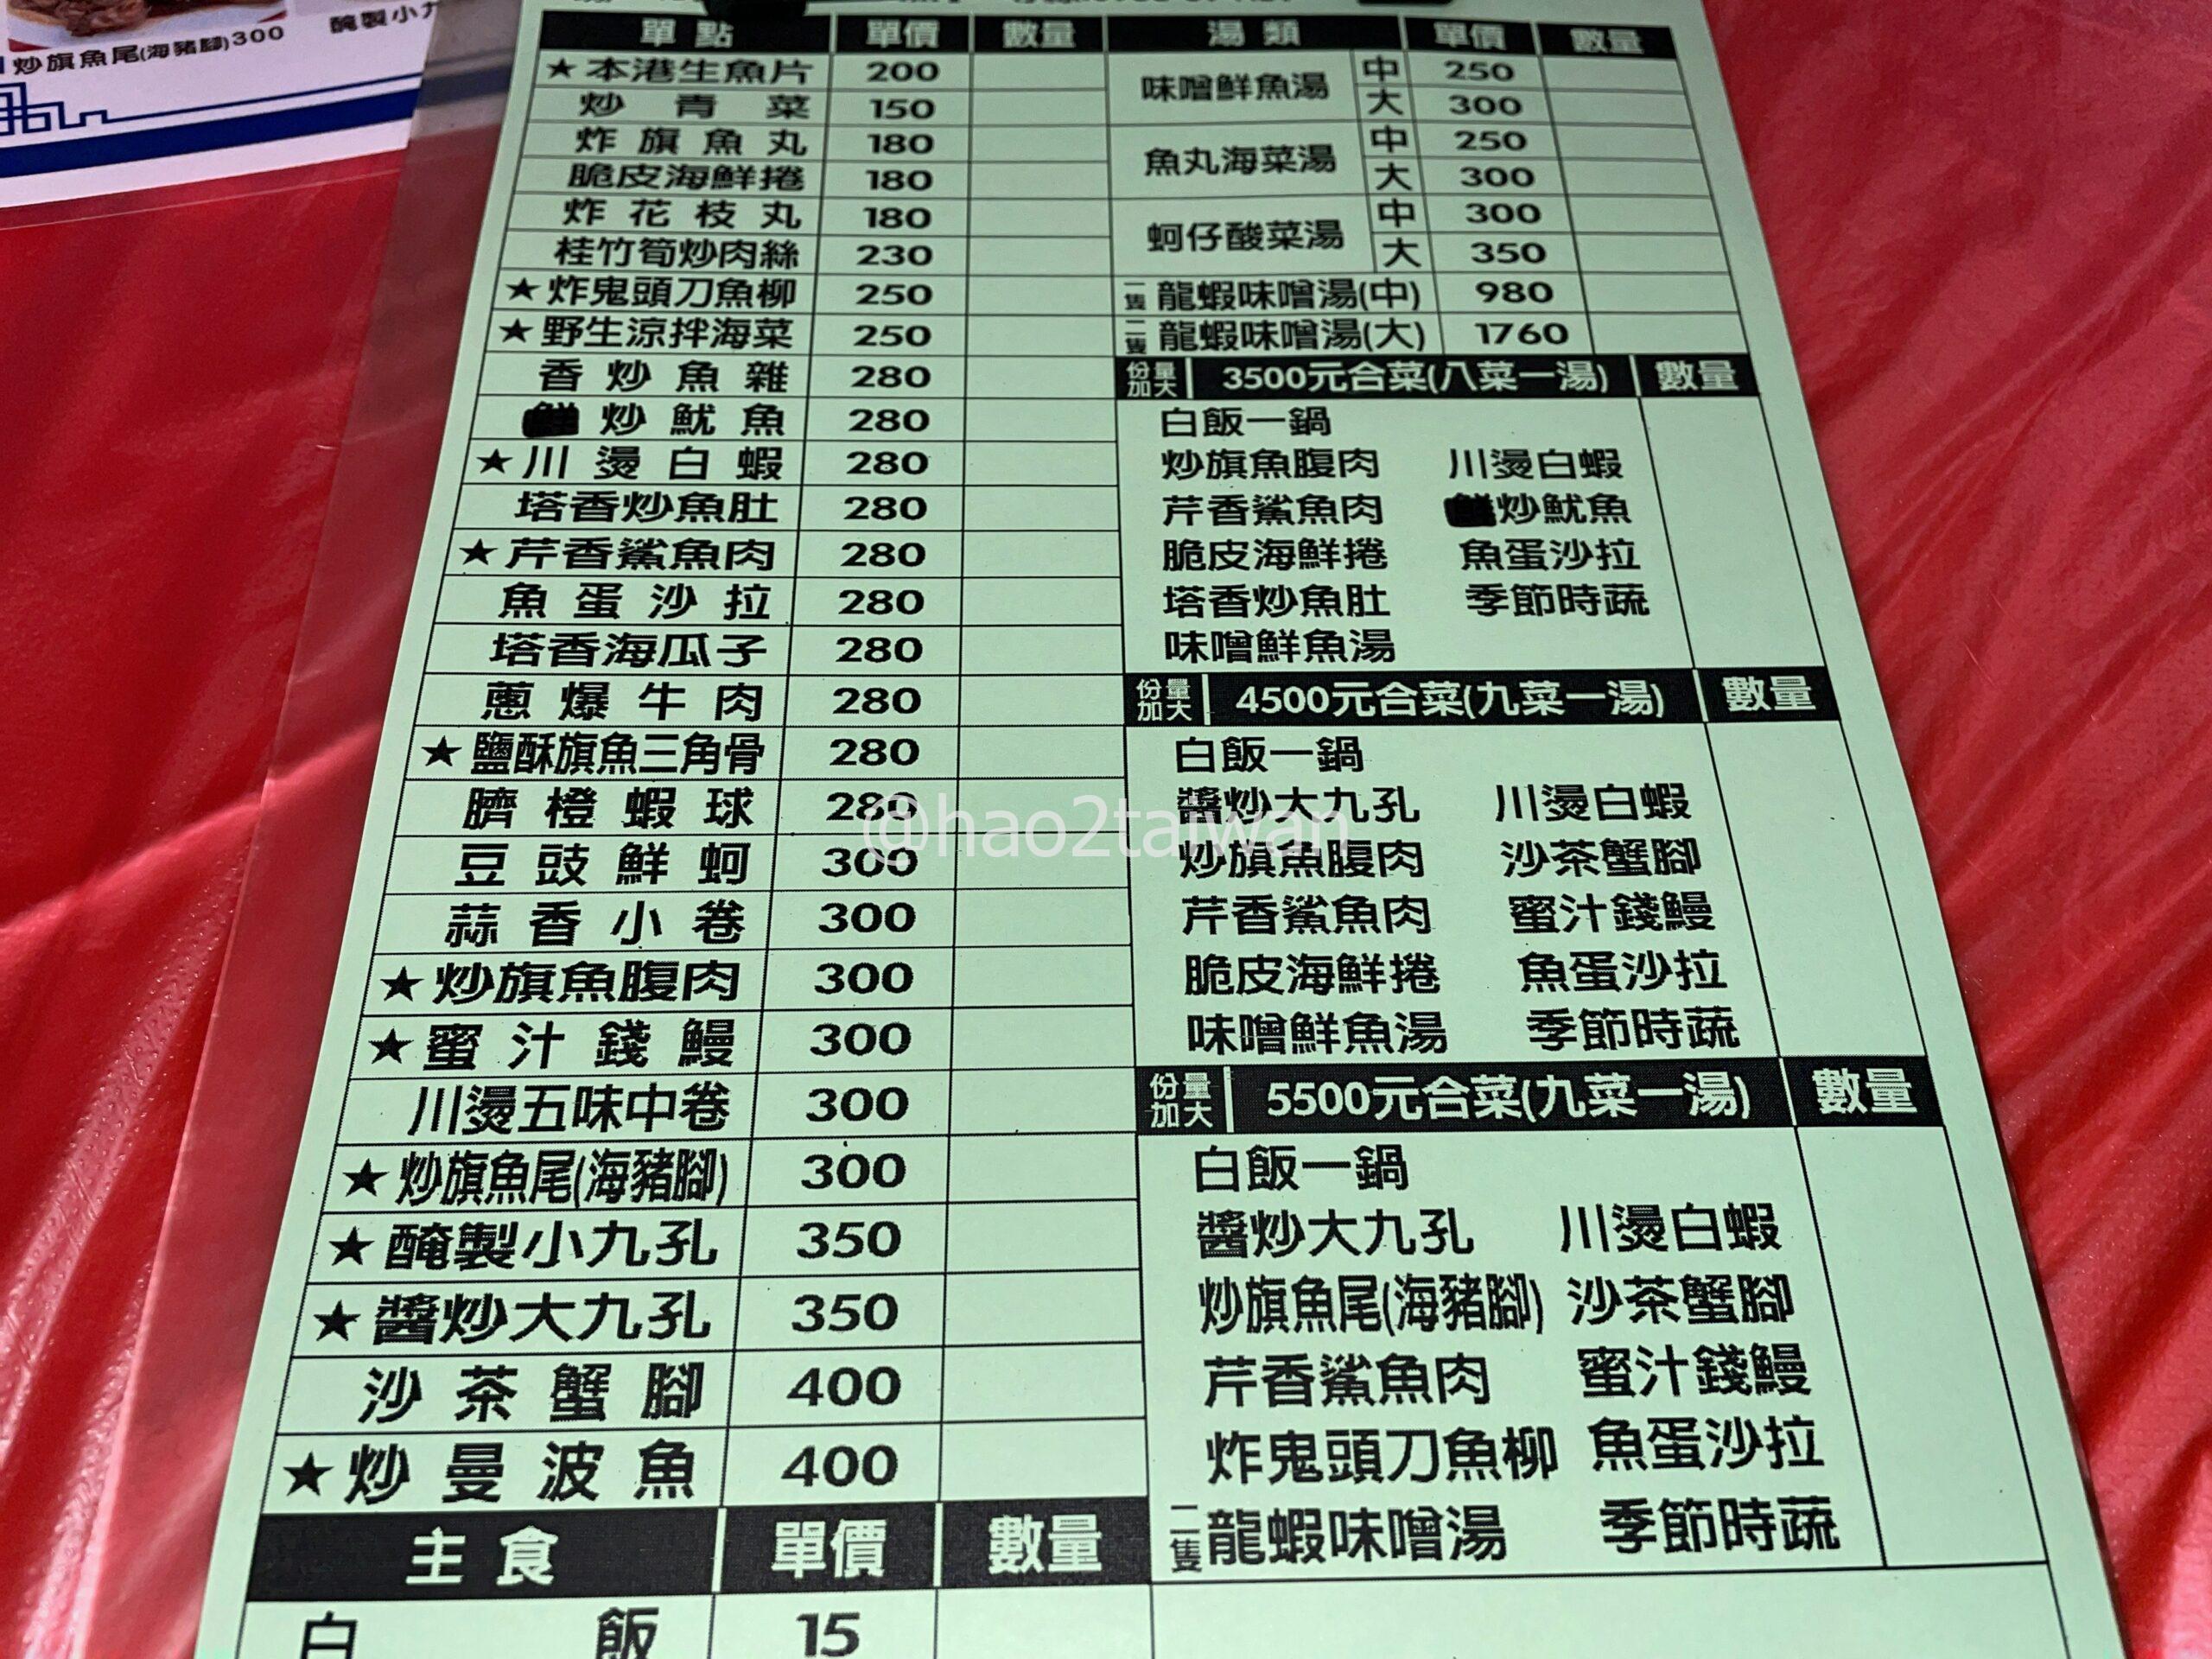 炒旗魚尾(海豬腳)300
醃製小九
單點 單價 數量
★本港生魚片 200
炒青菜 150
炸旗魚丸 180
脆皮海鮮捲 180
炸花枝丸 180
桂竹筍炒肉絲 230
★炸鬼頭刀魚柳 250
★野生涼拌海菜 250
香炒魚雜 280
炒魷魚 280
★川燙白蝦 280
塔香炒魚肚 280
★芹香鯊魚肉 280
魚蛋沙拉 280
塔香海瓜子 280
蔥爆牛肉 280
★鹽酥旗魚三角骨 280
臍橙蝦球 280
豆豉鮮蚵 300
蒜香小卷 300
★炒旗魚腹肉 300
★蜜汁錢鰻 300
川燙五味中卷 300
★炒旗魚尾(海豬腳) 300
★醃製小九孔 350
★醬炒大九孔 350
沙茶蟹腳 400
★炒曼波魚 400
主食 單價 數量
白飯 15
湯類 單價 數量
味噌鮮魚湯 中 250
大 300
魚丸海菜湯 中 250
大 300
蚵仔酸菜湯 中 300
大 350
一隻 龍蝦味噌湯(中) 980
二隻 龍蝦味噌湯(大) 1760
份量加大 3500元合菜(八菜一湯) 數量
白飯一鍋
炒旗魚腹肉 川燙白蝦
芹香鯊魚肉 炒魷魚
脆皮海鮮捲 魚蛋沙拉
塔香炒魚肚 季節時蔬
味噌鮮魚湯
份量加大 4500元合菜(九菜一湯) 數量
白飯一鍋
醬炒大九孔 川燙白蝦
炒旗魚腹肉 沙茶蟹腳
芹香鯊魚肉 蜜汁錢鰻
脆皮海鮮捲 魚蛋沙拉
味噌鮮魚湯 季節時蔬
份量加大 5500元合菜(九菜一湯) 數量
白飯一鍋
醬炒大九孔 川燙白蝦
炒旗魚尾(海豬腳) 沙茶蟹腳
芹香鯊魚肉 蜜汁錢鰻
炸鬼頭刀魚柳 魚蛋沙拉
二隻 龍蝦味噌湯 季節時蔬
@hao2taiwan